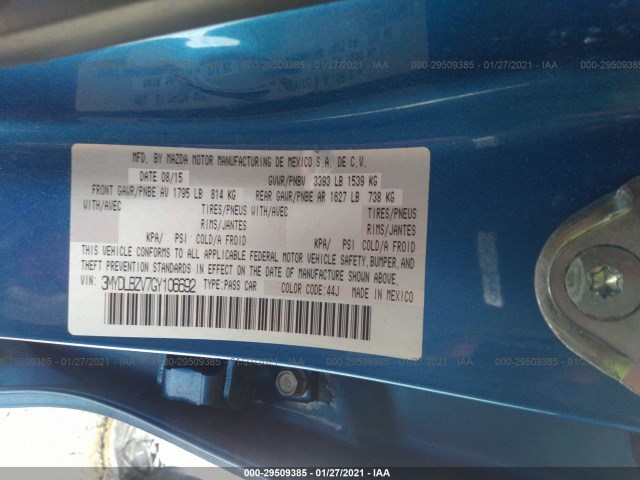 000-29509385 - 01/27/2021 - IAA
MFD. BY MAZDA MOTOR MANUFACTURING DE MEXICO S.A. DE C.V.
DATE 08/15 GVWR/PNBV 3393 LB 1539 KG
FRONT GAWR/PNBE AV 1795 LB 814 KG REAR GAWR/PNBE AR 1627 LB 738 KG
WITH/AVEC TIRES/PNEUS WITH/AVEC TIRES/PNEUS
RIMS/JANTES RIMS/JANTES
KPA/ PSI COLD/A FROID KPA/ PSI COLD/A FROID
THIS VEHICLE CONFORMS TO ALL APPLICABLE FEDERAL MOTOR VEHICLE SAFETY, BUMPER, AND
THEFT PREVENTION STANDARDS IN EFFECT ON THE DATE OF MANUFACTURE SHOWN ABOVE.
VIN: 3MYDLBZV7GY106692 TYPE:PASS CAR COLOR CODE:44J MADE IN MEXICO
000-29509385 - 01/27/2021 - IAA